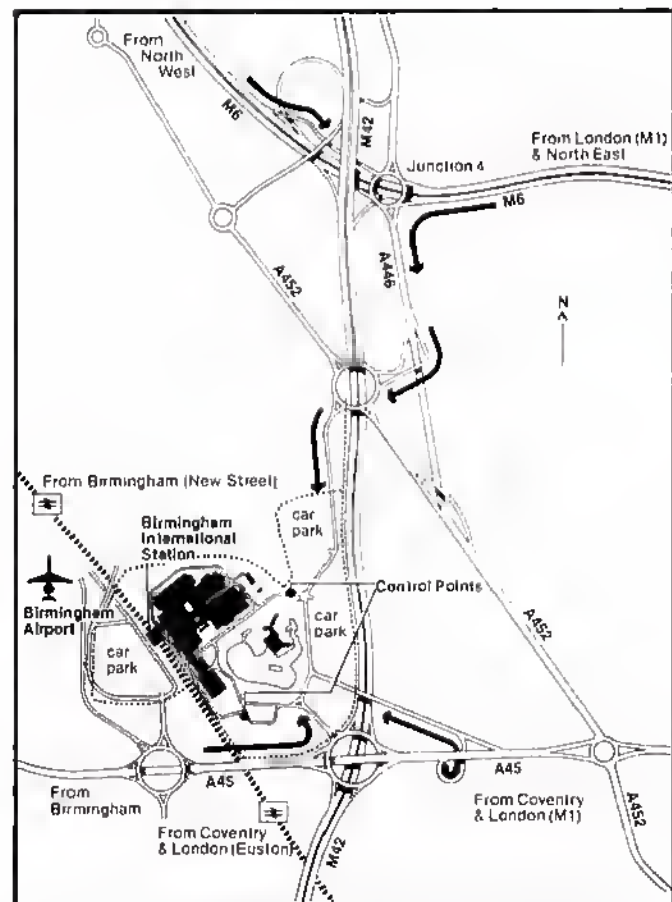 From
North
West
M6
M42
From London (M1)
& North East
Junction 4
M6
A446
A452
N
From Birmingham (New Street)
Birmingham
International
Station
car
park
Control Points
Birmingham
Airport
car
park
car
park
A452
A45
A45
From
Birmingham
From Coventry
& London (M1)
From Coventry
& London (Euston)
M42
A452